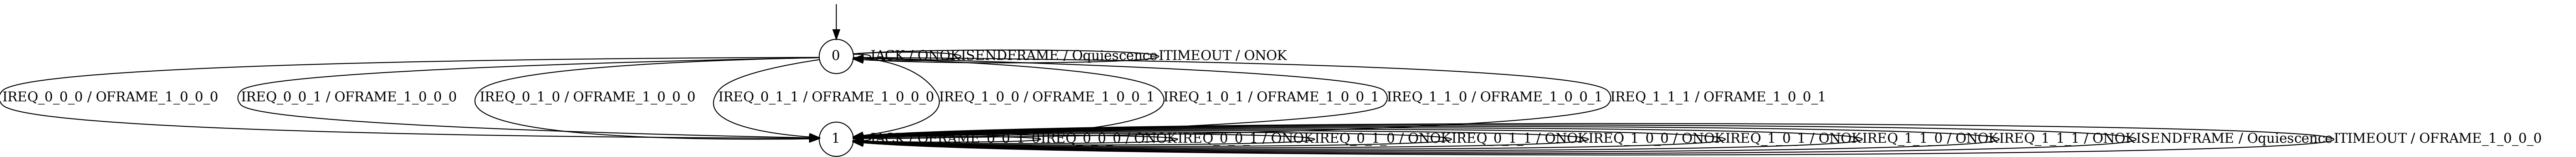 0
IACK / ONOK
ISENDFRAME / Oquiescence
ITIMEOUT / ONOK
IREQ_0_0_0 / OFRAME_1_0_0_0
IREQ_0_0_1 / OFRAME_1_0_0_0
IREQ_0_1_0 / OFRAME_1_0_0_0
IREQ_0_1_1 / OFRAME_1_0_0_0
IREQ_1_0_0 / OFRAME_1_0_0_1
IREQ_1_0_1 / OFRAME_1_0_0_1
IREQ_1_1_0 / OFRAME_1_0_0_1
IREQ_1_1_1 / OFRAME_1_0_0_1
1
IACK / OFRAME_0_0_1_0
IREQ_0_0_0 / ONOK
IREQ_0_0_1 / ONOK
IREQ_0_1_0 / ONOK
IREQ_0_1_1 / ONOK
IREQ_1_0_0 / ONOK
IREQ_1_0_1 / ONOK
IREQ_1_1_0 / ONOK
IREQ_1_1_1 / ONOK
ISENDFRAME / Oquiescence
ITIMEOUT / OFRAME_1_0_0_0